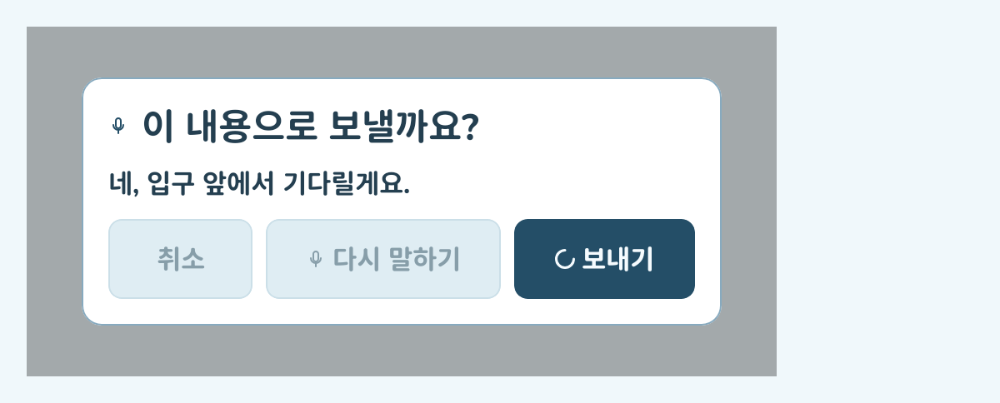 이 내용으로 보낼까요?
네, 입구 앞에서 기다릴게요.
취소 다시 말하기 보내기